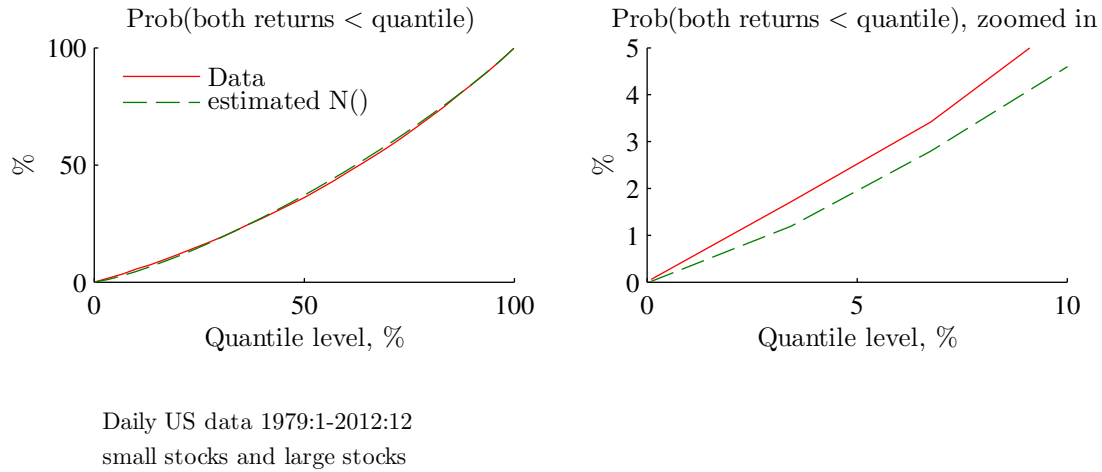 Prob(both returns < quantile)
100
50
0
%
Data
estimated N()
0
50
100
Quantile level, %
Prob(both returns < quantile), zoomed in
5
4
3
2
1
0
%
0
5
10
Quantile level, %
Daily US data 1979:1-2012:12
small stocks and large stocks